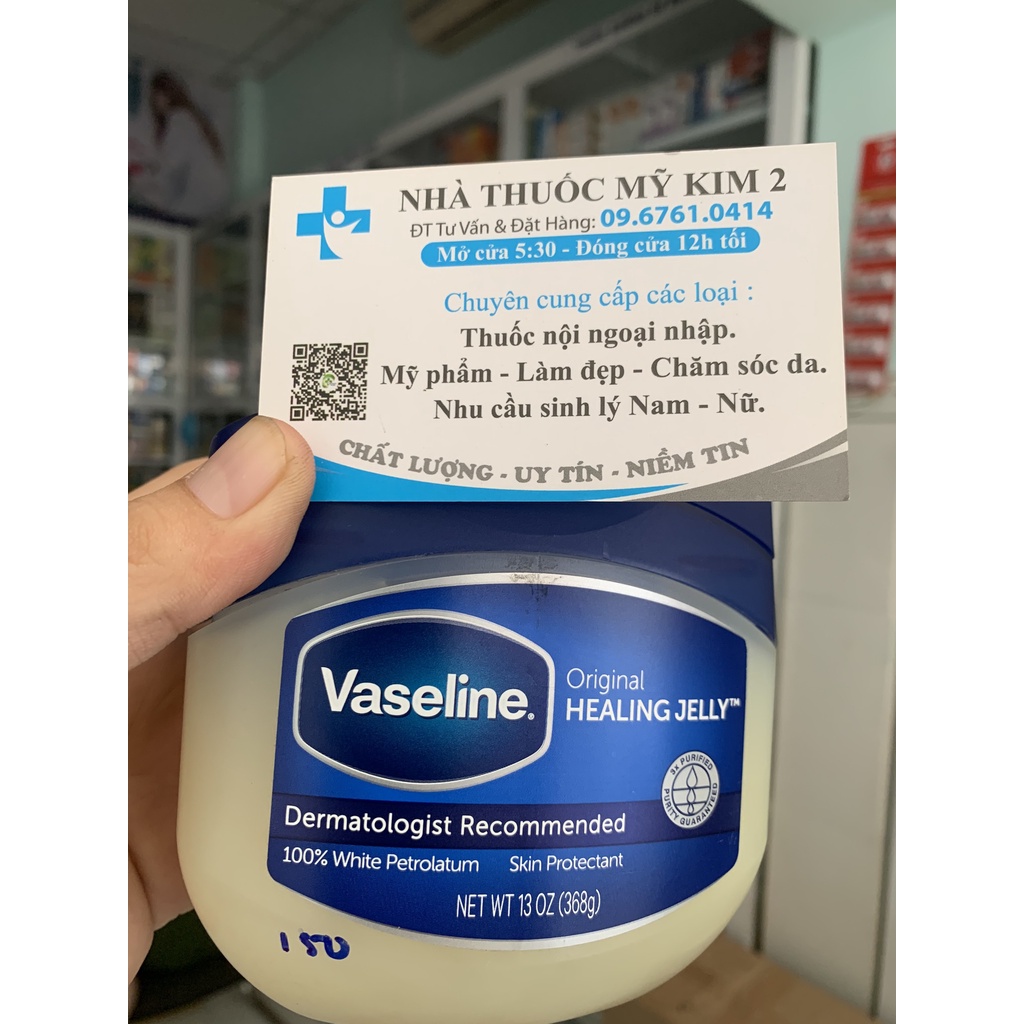 NHÀ THUỐC MỸ KIM 2
ĐT Tư Vấn & Đặt Hàng: 09.6761.0414
Mở cửa 5:30 - Đóng cửa 12h tối
Chuyên cung cấp các loại :
Thuốc nội ngoại nhập.
Mỹ phẩm - Làm đẹp - Chăm sóc da.
Nhu cầu sinh lý Nam - Nữ.
CHẤT LƯỢNG - UY TÍN - NIỀM TIN
Vaseline®
Original
HEALING JELLY™
3x PURIFIED
PURITY GUARANTEED
Dermatologist Recommended
100% White Petrolatum Skin Protectant
NET WT 13 OZ (368g)
150